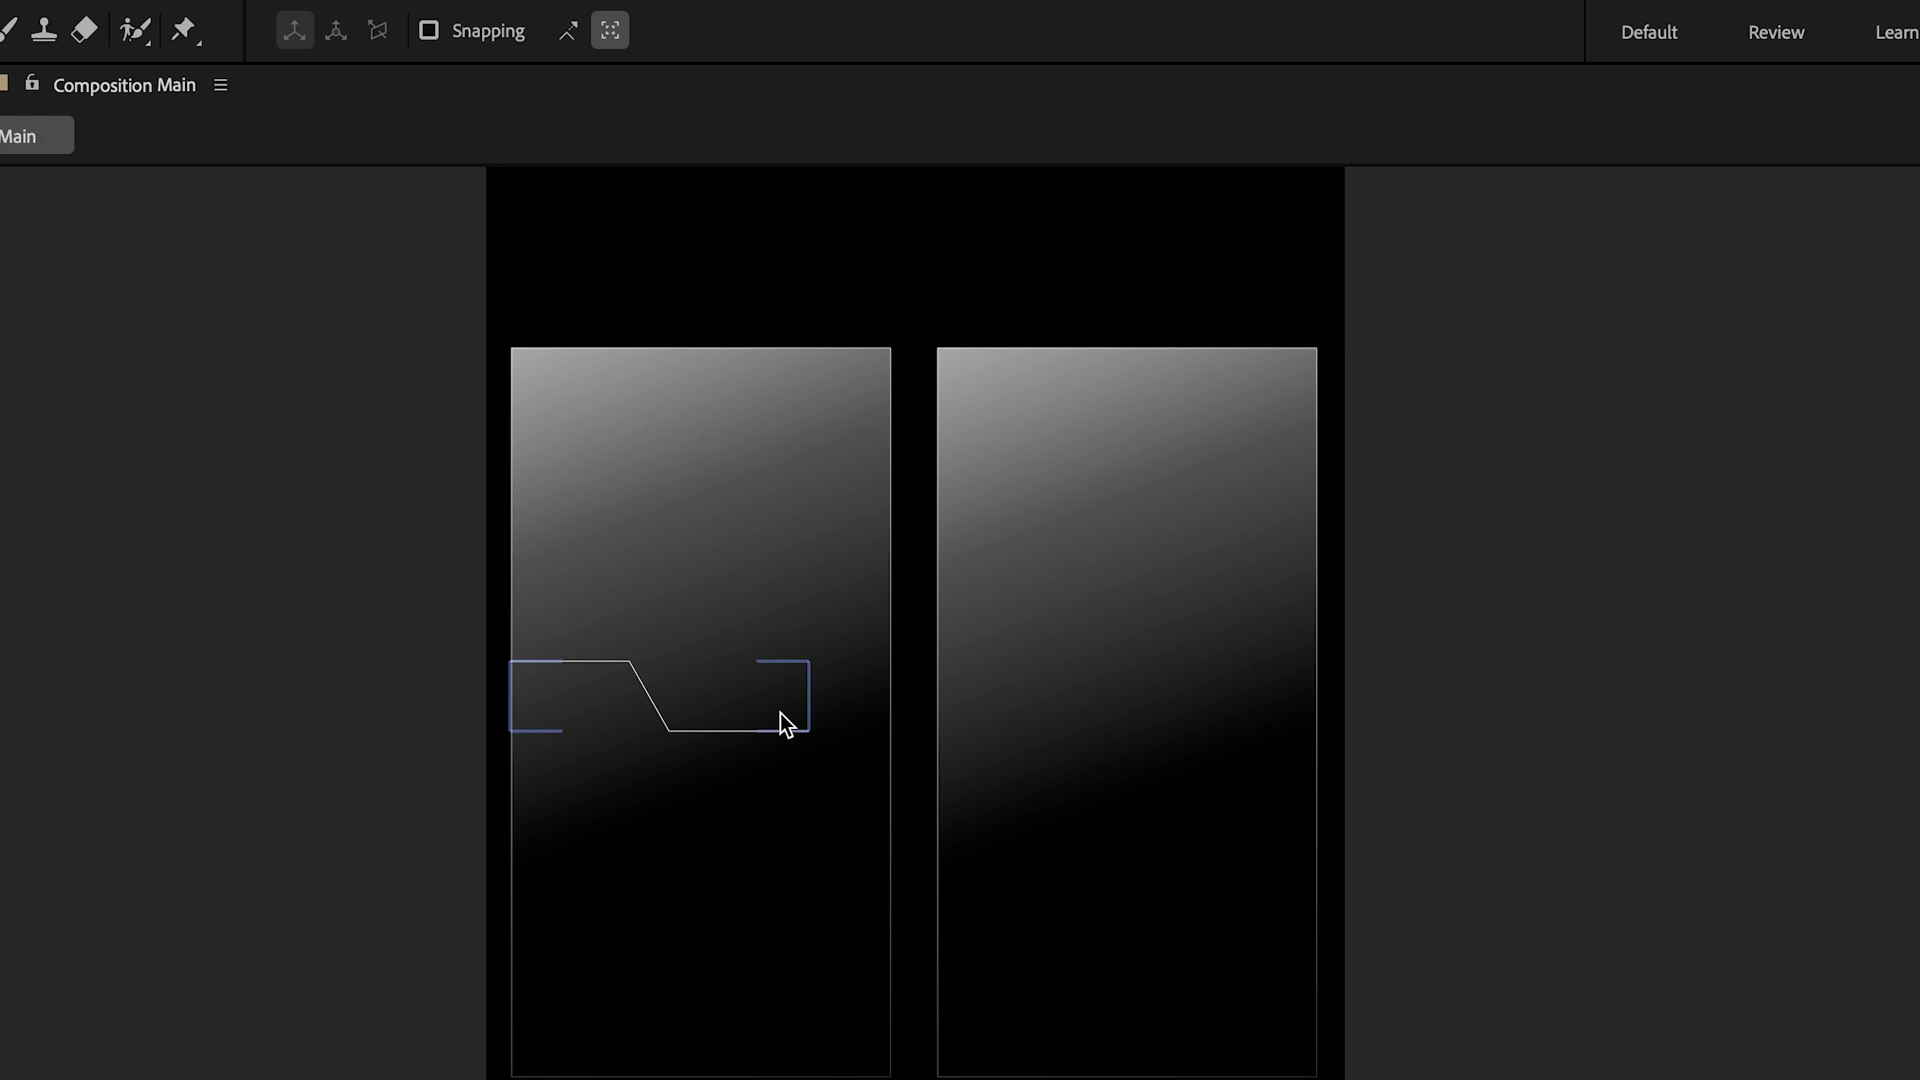 Snapping
Default
Review
Learn
Composition Main
Main